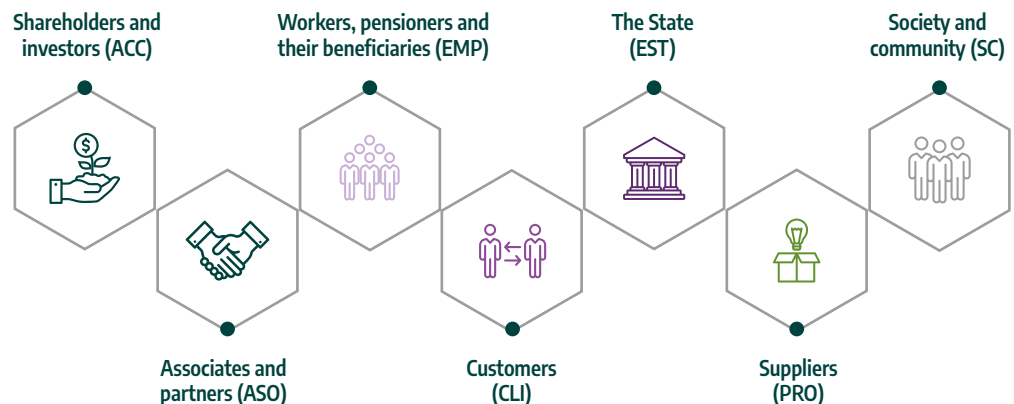 Shareholders and
investors (ACC)
Workers, pensioners and
their beneficiaries (EMP)
The State
(EST)
Society and
community (SC)
$
Associates and
partners (ASO)
Customers
(CLI)
Suppliers
(PRO)